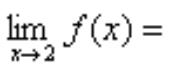 lim f(x) =
x→2